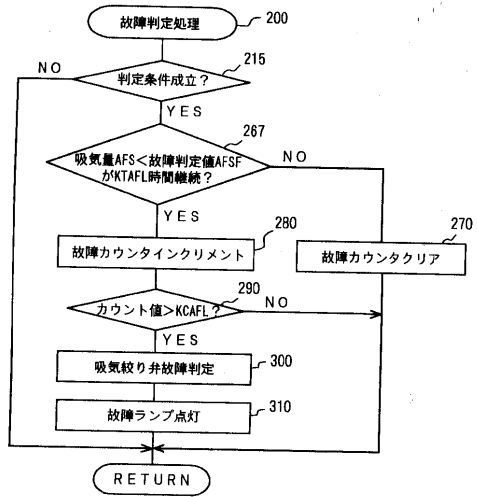 故障判定処理
200
215
NO
判定条件成立？
YES
267
吸気量AFS＜故障判定値AFSF
がKTAFL時間継続？
NO
YES
280
270
故障カウンタインクリメント
故障カウンタクリア
290
カウント値＞KCAFL？
NO
YES
300
吸気絞り弁故障判定
310
故障ランプ点灯
RETURN